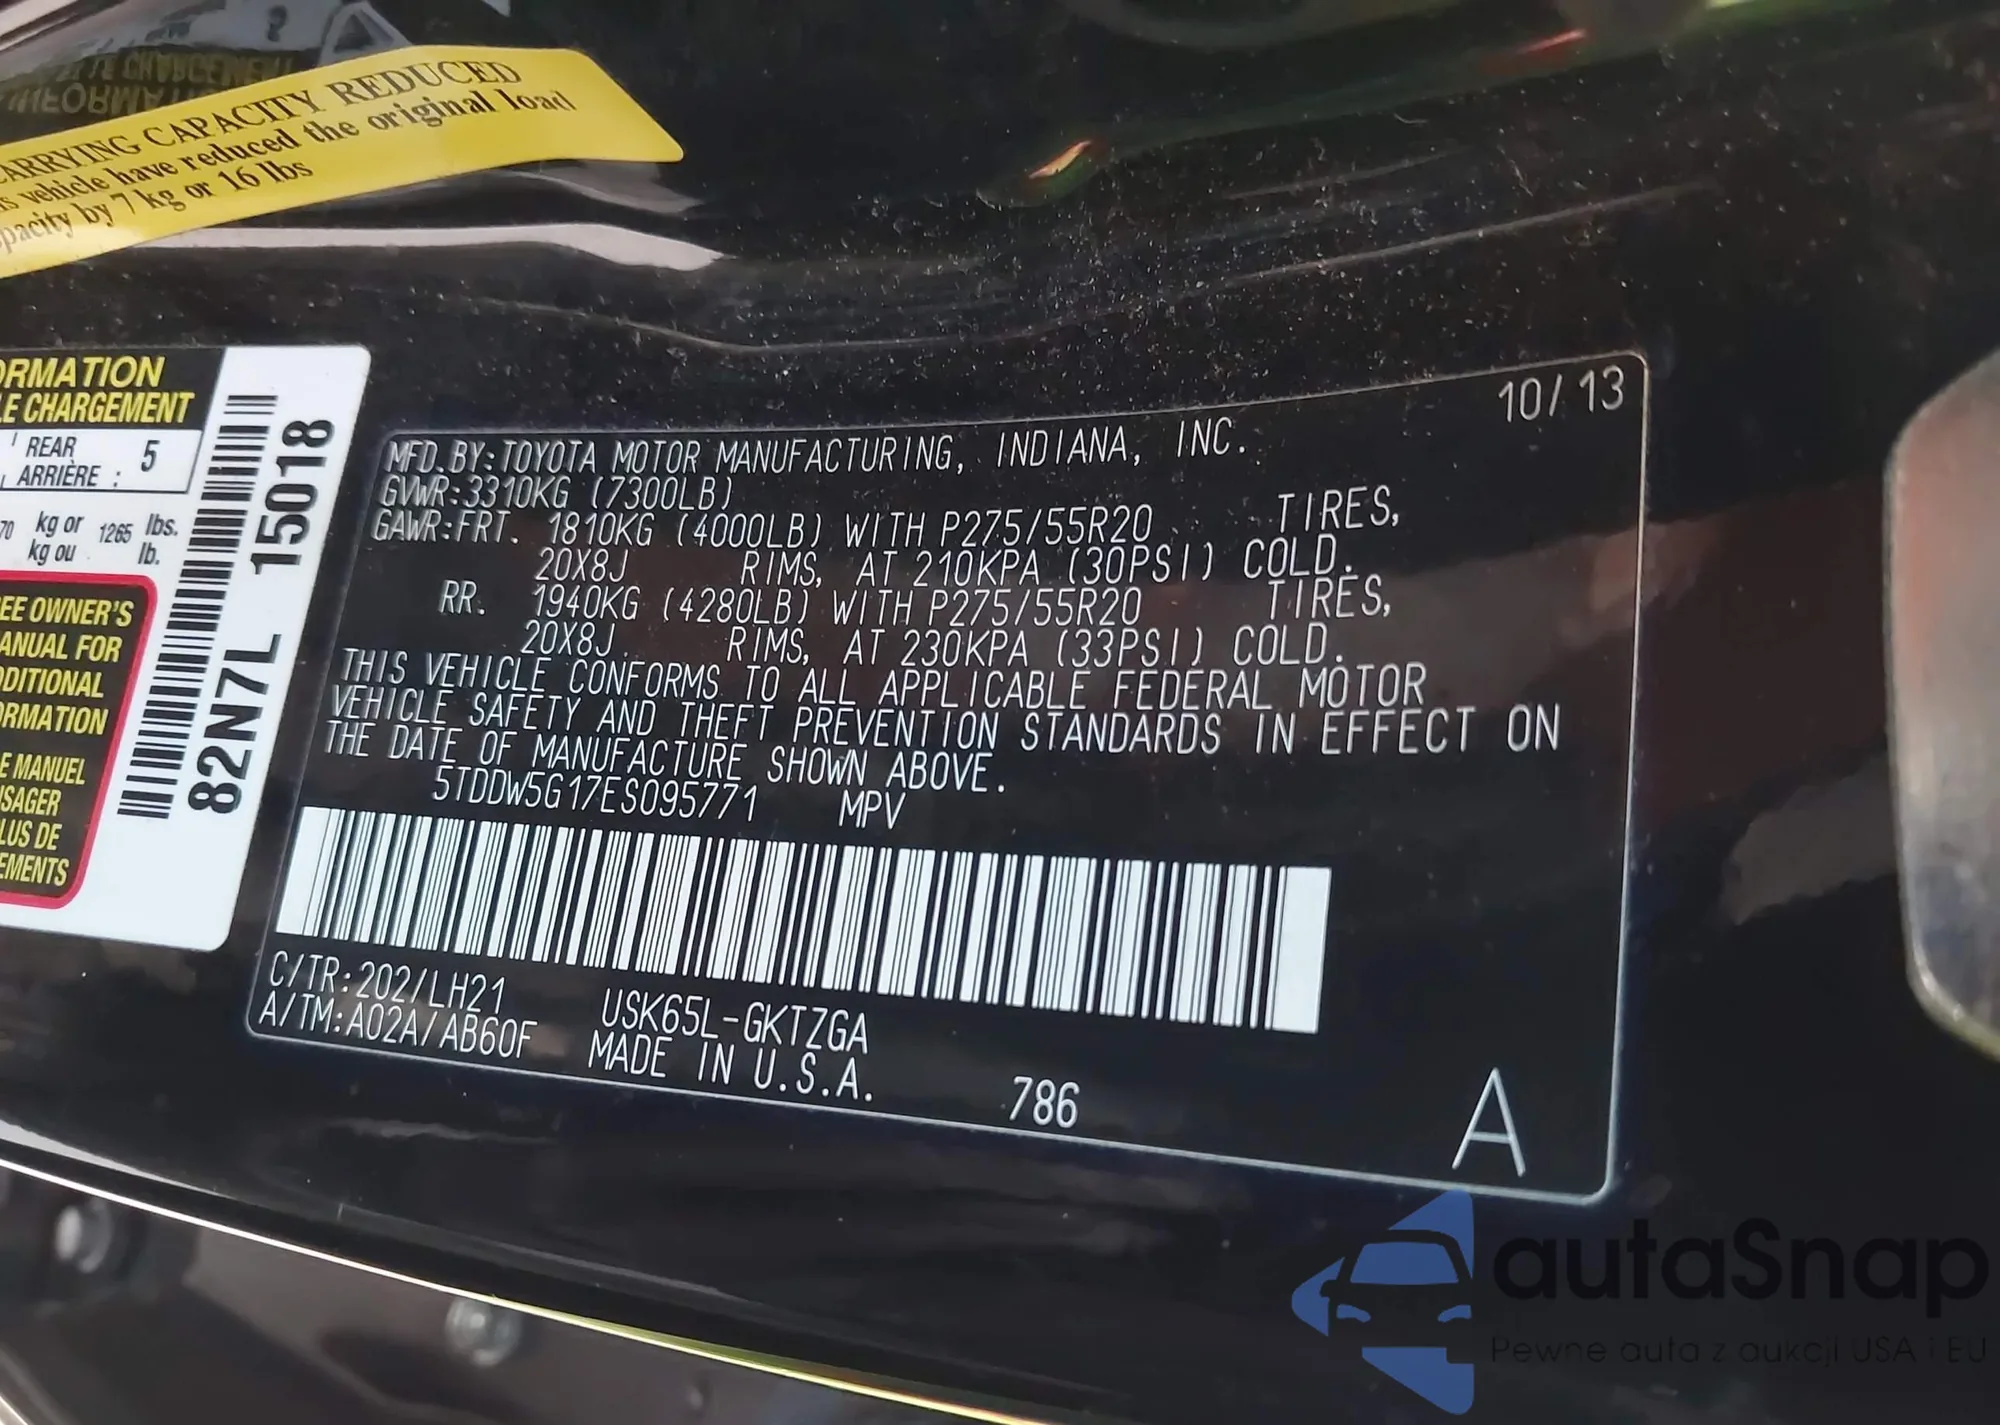 ARRYING CAPACITY REDUCED
is vehicle have reduced the original load
pacity by 7 kg or 16 lbs
ORMATION
LE CHARGEMENT
REAR
ARRIÈRE : 5
70 kg or 1265 lbs.
kg ou lb.
EE OWNER'S
ANUAL FOR
DDITIONAL
ORMATION
E MANUEL
SAGER
LUS DE
EMENTS
82N7L 15018
10/13
MFD.BY:TOYOTA MOTOR MANUFACTURING, INDIANA, INC.
GVWR:3310KG (7300LB)
GAWR:FRT. 1810KG (4000LB) WITH P275/55R20 TIRES,
20X8J RIMS, AT 210KPA (30PSI) COLD.
RR. 1940KG (4280LB) WITH P275/55R20 TIRES,
20X8J RIMS, AT 230KPA (33PSI) COLD.
THIS VEHICLE CONFORMS TO ALL APPLICABLE FEDERAL MOTOR
VEHICLE SAFETY AND THEFT PREVENTION STANDARDS IN EFFECT ON
THE DATE OF MANUFACTURE SHOWN ABOVE.
5TDDW5G17ES095771 MPV
C/TR:202/LH21 USK65L-GKTZGA
A/TM:A02A/AB60F MADE IN U.S.A. 786
A
autaSnap
Pewne auta z aukcji USA i EU